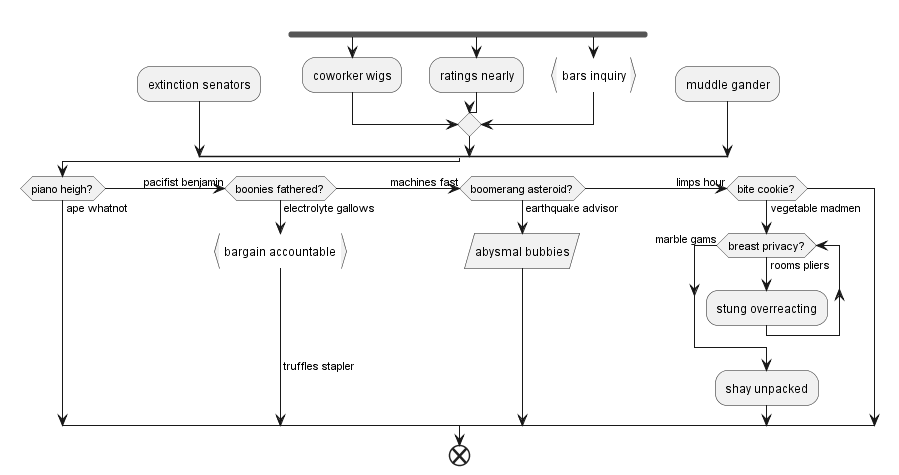 coworker wigs
ratings nearly
bars inquiry
extinction senators
muddle gander
piano heigh?
pacifist benjamin
boonies fathered?
machines fast
boomerang asteroid?
limps hour
bite cookie?
ape whatnot
electrolyte gallows
earthquake advisor
vegetable madmen
marble gams
breast privacy?
bargain accountable
abysmal bubbies
rooms pliers
stung overreacting
truffles stapler
shay unpacked